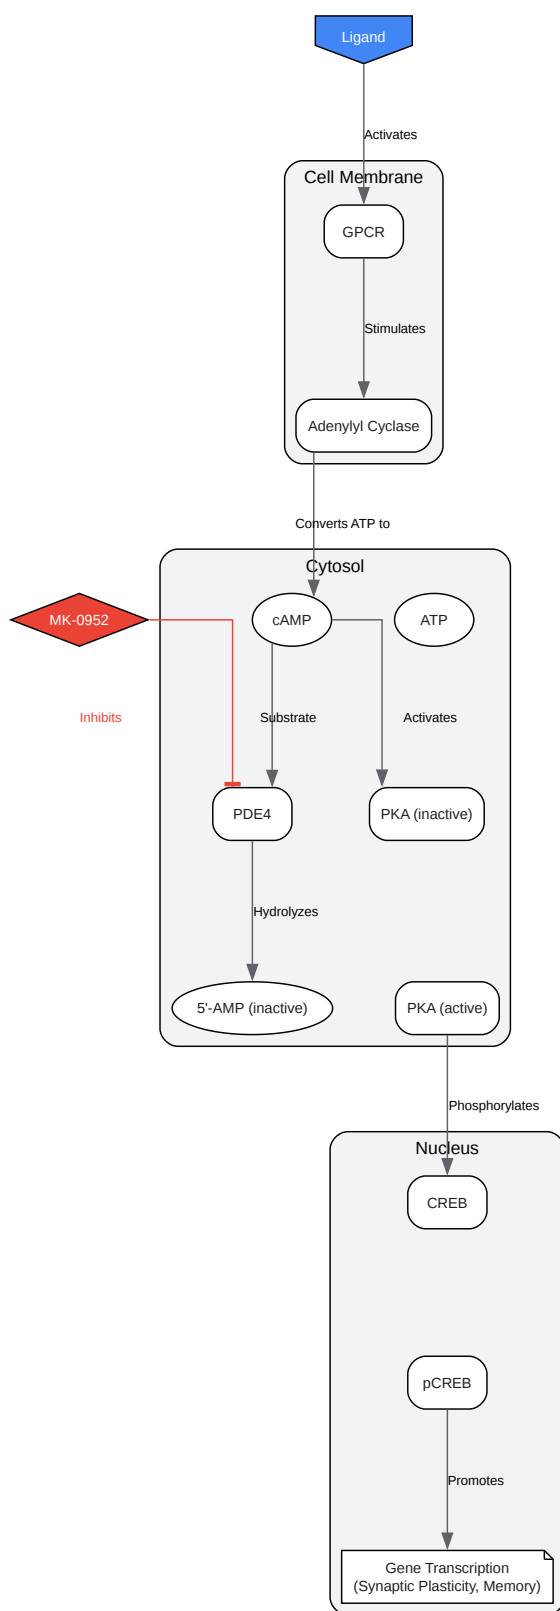 Ligand
Activates
Cell Membrane
GPCR
Stimulates
Adenylyl Cyclase
Converts ATP to
Cytosol
MK-0952
cAMP
ATP
Inhibits
Substrate
Activates
PDE4
PKA (inactive)
Hydrolyzes
5'-AMP (inactive)
PKA (active)
Phosphorylates
Nucleus
CREB
pCREB
Promotes
Gene Transcription
(Synaptic Plasticity, Memory)